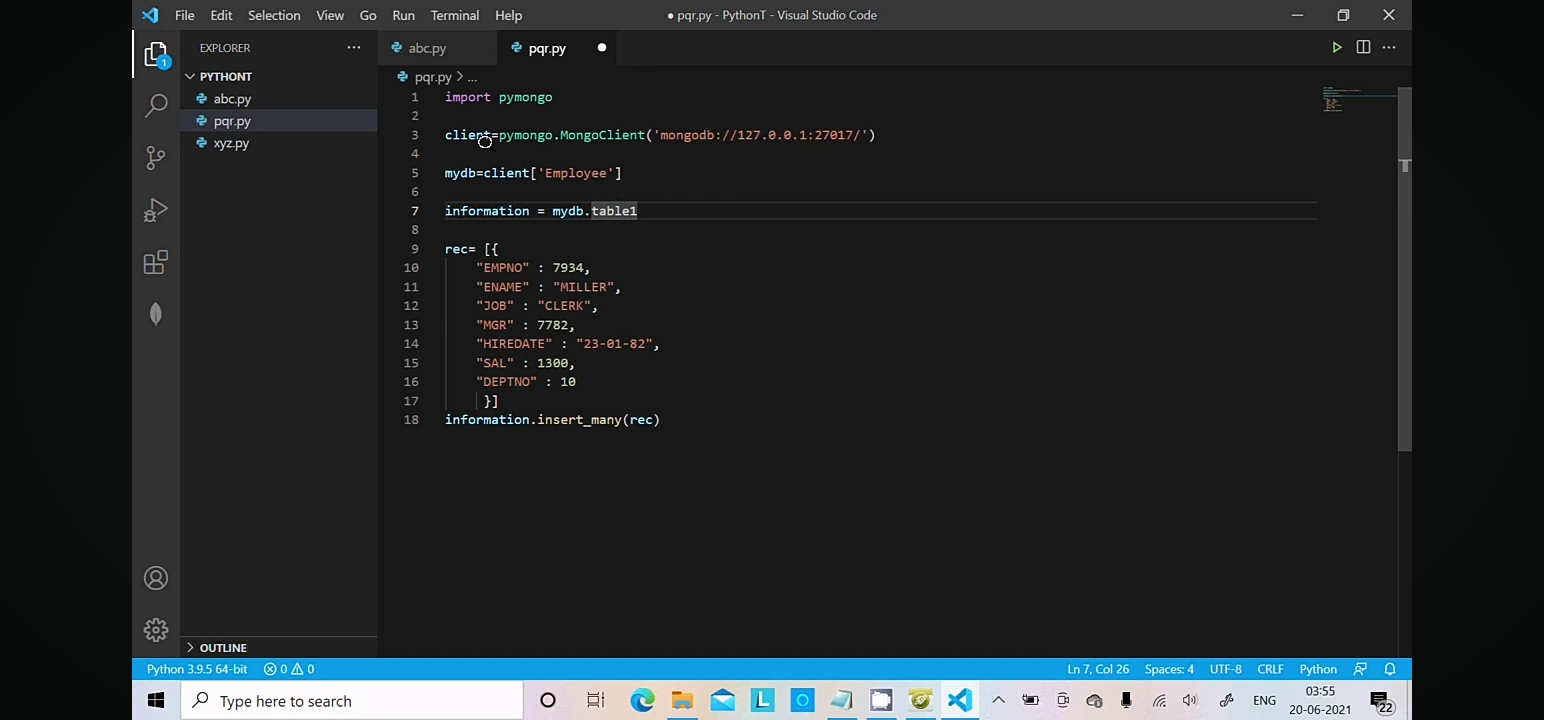 File Edit Selection View Go Run Terminal Help
● pqr.py - PythonT - Visual Studio Code
EXPLORER ...
abc.py
pqr.py
1
PYTHONT
abc.py
pqr.py
xyz.py
OUTLINE
pqr.py > ...
1 import pymongo
2
3 client=pymongo.MongoClient('mongodb://127.0.0.1:27017/')
4
5 mydb=client['Employee']
6
7 information = mydb.table1
8
9 rec= [{
10 "EMPNO" : 7934,
11 "ENAME" : "MILLER",
12 "JOB" : "CLERK",
13 "MGR" : 7782,
14 "HIREDATE" : "23-01-82",
15 "SAL" : 1300,
16 "DEPTNO" : 10
17 }]
18 information.insert_many(rec)
Python 3.9.5 64-bit 0 0 Ln 7, Col 26 Spaces: 4 UTF-8 CRLF Python
Type here to search
ENG
03:55
20-06-2021
22